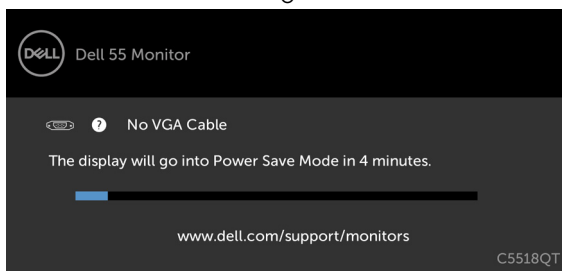 DELL
Dell 55 Monitor
? No VGA Cable
The display will go into Power Save Mode in 4 minutes.
www.dell.com/support/monitors
C5518QT